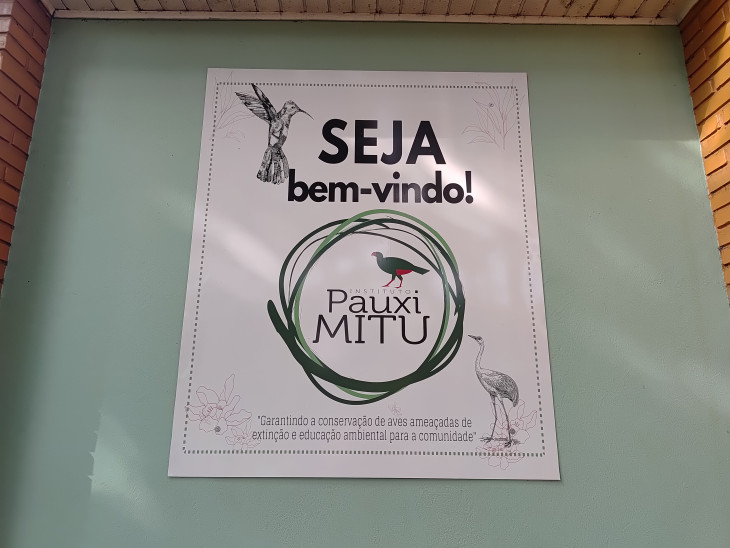 SEJA
bem-vindo!
INSTITUTO
Pauxi
MITU
"Garantindo a conservação de aves ameaçadas de
extinção e educação ambiental para a comunidade"